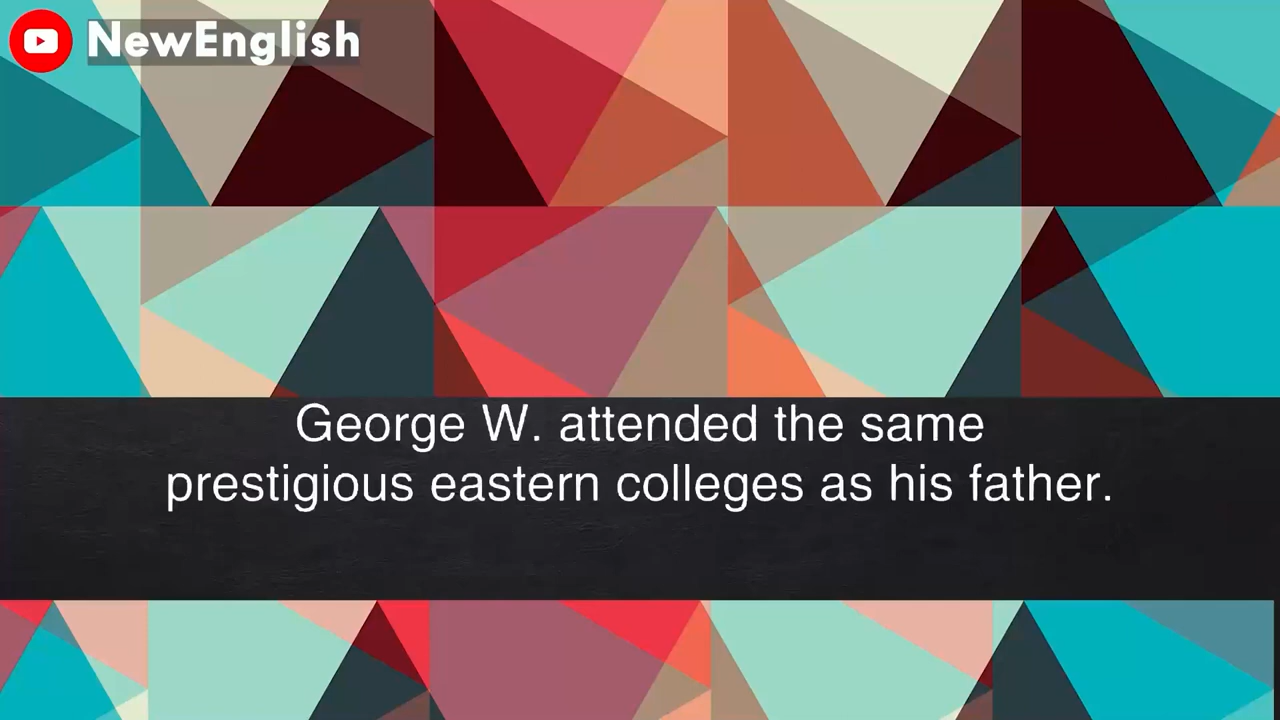 NewEnglish
George W. attended the same
prestigious eastern colleges as his father.